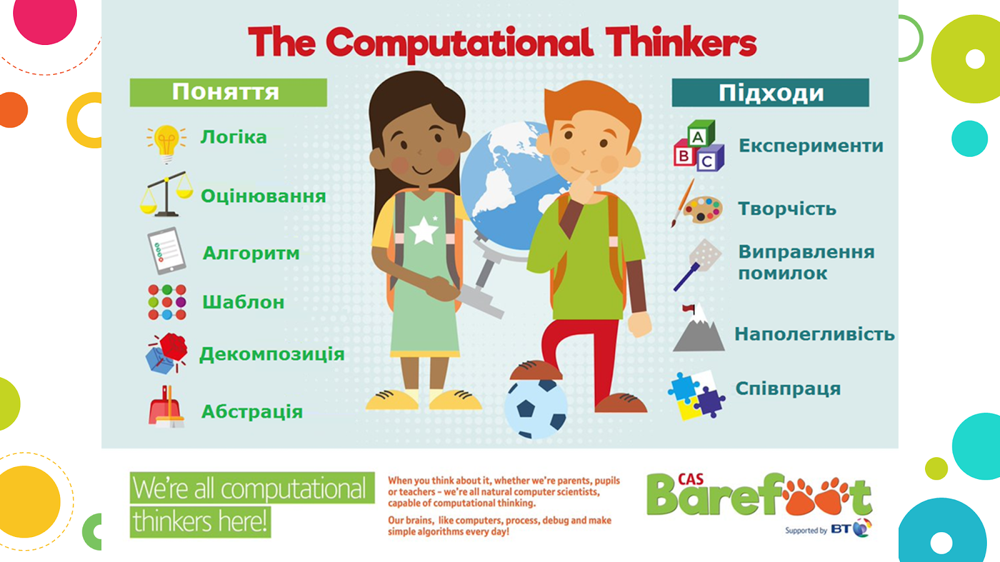 The Computational Thinkers
Поняття
Логіка
Оцінювання
Алгоритм
Шаблон
Декомпозиція
Абстрація
Підходи
A
B
C
Експерименти
Творчість
Виправлення
помилок
Наполегливість
Співпраця
We're all computational
thinkers here!
When you think about it, whether we're parents, pupils
or teachers – we're all natural computer scientists,
capable of computational thinking.
Our brains, like computers, process, debug and make
simple algorithms every day!
CAS
Barefoot
Supported by BT